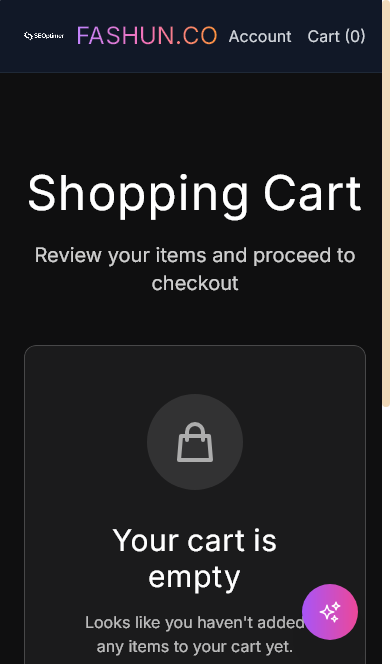 SEOptimer FASHUN.CO Account Cart (0)
Shopping Cart
Review your items and proceed to
checkout
Your cart is
empty
Looks like you haven't added
any items to your cart yet.